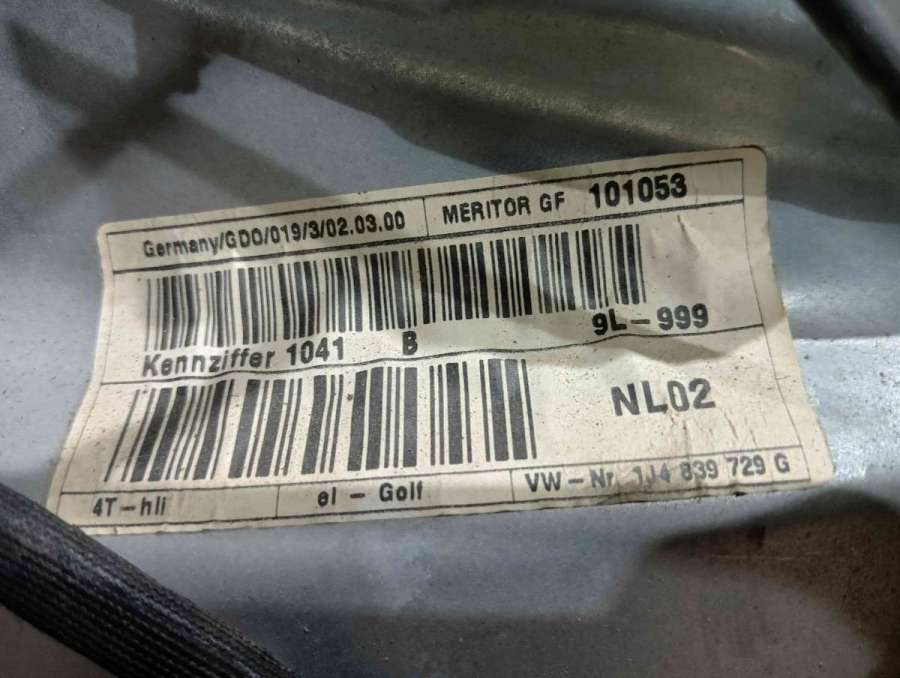 Germany/GDO/019/3/02.03.00 MERITOR GF 101053
Kennziffer 1041 B 9L-999
NL02
4T-hli el - Golf VW-Nr. 1J4 839 729 G